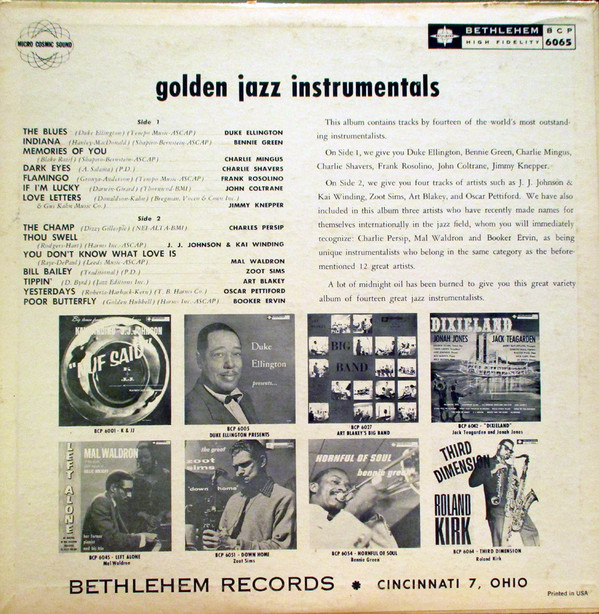 MICRO COSMIC SOUND
BETHLEHEM BCP
HIGH FIDELITY 6065
golden jazz instrumentals
Side 1
THE BLUES (Duke Ellington) (Tempo Music-ASCAP) DUKE ELLINGTON
INDIANA (Hanley-MacDonald) (Shapiro-Bernstein-ASCAP) BENNIE GREEN
MEMORIES OF YOU
(Blake-Razaf) (Shapiro-Bernstein-ASCAP) CHARLIE MINGUS
DARK EYES (A. Salama) (P.D.) CHARLIE SHAVERS
FLAMINGO (Grouya-Anderson) (Tempo Music-ASCAP) FRANK ROSOLINO
IF I'M LUCKY (Darwin-Grouard) (Thornwood BMI) JOHN COLTRANE
LOVE LETTERS (Donaldson-Kahn) (Bregman, Vocco & Conn Inc.)
& Gus Kahn Music Co.) JIMMY KNEPPER
Side 2
THE CHAMP (Dizzy Gillespie) CHARLES PERSIP
THOU SWELL
(Rodgers-Hart) (Harms Inc.-ASCAP) J. J. JOHNSON & KAI WINDING
YOU DON'T KNOW WHAT LOVE IS
(Raye-DePaul) (Leeds Music-ASCAP) MAL WALDRON
BILL BAILEY (Traditional) (P.D.) ZOOT SIMS
TIPPIN' (D. Byrd) (Jazz Editions Inc.) ART BLAKEY
YESTERDAYS (Roberta-Harbach-Kern) (T. B. Harms Co.) OSCAR PETTIFORD
POOR BUTTERFLY (Golden Hubbell) (Harms Inc.-ASCAP) BOOKER ERVIN
This album contains tracks by fourteen of the world's most outstand-
ing instrumentalists.
On Side 1, we give you Duke Ellington, Bennie Green, Charlie Mingus,
Charlie Shavers, Frank Rosolino, John Coltrane, Jimmy Knepper.
On Side 2, we give you four tracks of artists such as J. J. Johnson &
Kai Winding, Zoot Sims, Art Blakey, and Oscar Pettiford. We have also
included in this album three artists who have recently made names for
themselves internationally in the jazz field, whom you will immediately
recognize: Charlie Persip, Mal Waldron and Booker Ervin, as being
unique instrumentalists who belong in the same category as the before-
mentioned 12 great artists.
A lot of midnight oil has been burned to give you this great variety
album of fourteen great jazz instrumentalists.
KAI J. J. JOHNSON
"NUF SAID"
K.
J.J.
BCP 6001 - K & JJ
Duke
Ellington
presents...
BCP 6005
DUKE ELLINGTON PRESENTS
BIG
BAND
BCP 6027
ART BLAKEY'S BIG BAND
DIXIELAND
JONAH JONES JACK TEAGARDEN
BCP 6042 - "DIXIELAND"
Jack Teagarden and Jonah Jones
LEFT ALONE
MAL WALDRON
BCP 6045 - LEFT ALONE
Mal Waldron
the great
zoot
sims
down home
BCP 6051 - DOWN HOME
Zoot Sims
HORNFUL OF SOUL
bennie green
BCP 6054 - HORNFUL OF SOUL
Bennie Green
THIRD
DIMENSION
ROLAND
KIRK
BCP 6064 - THIRD DIMENSION
Roland Kirk
BETHLEHEM RECORDS * CINCINNATI 7, OHIO
Printed in USA